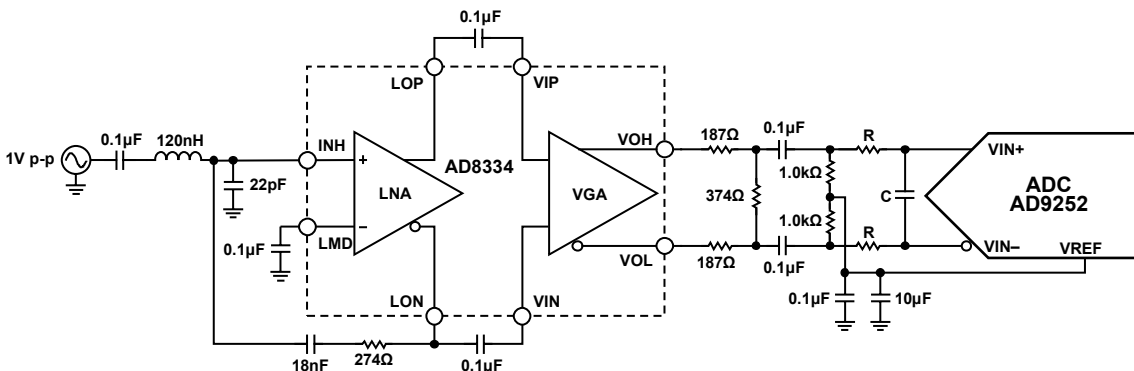 0.1µF
LOP
VIP
0.1µF
120nH
1V p-p
INH
22pF
LMD
0.1µF
LNA
+
–
AD8334
VGA
VOH
VOL
187Ω
0.1µF
R
374Ω
1.0kΩ
1.0kΩ
C
187Ω
0.1µF
R
VIN+
ADC
AD9252
VIN–
VREF
0.1µF
10µF
LON
VIN
18nF
274Ω
0.1µF